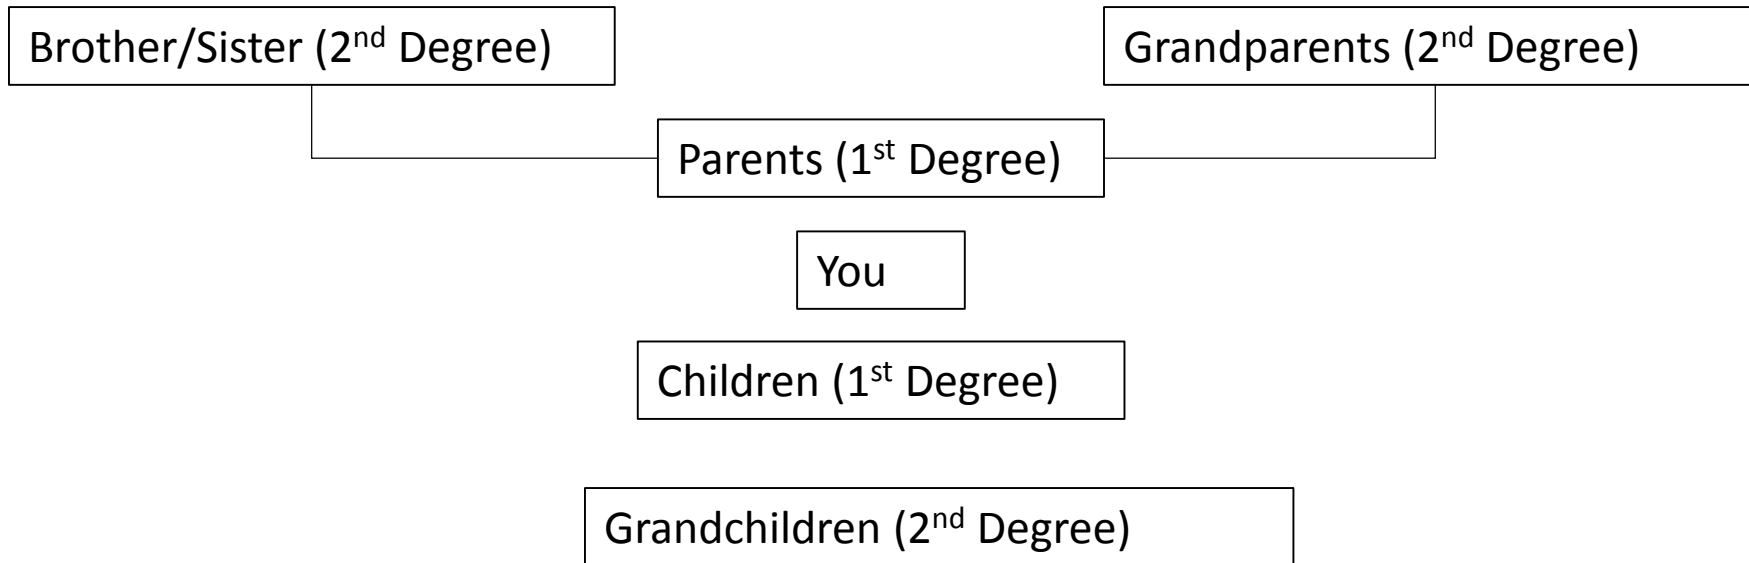 Brother/Sister (2nd Degree)
Grandparents (2nd Degree)
Parents (1st Degree)
You
Children (1st Degree)
Grandchildren (2nd Degree)